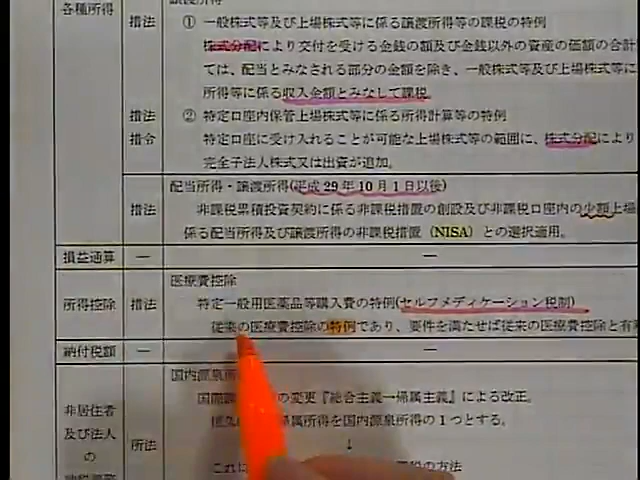 各種所得
措法
① 一般株式等及び上場株式等に係る譲渡所得等の課税の特例
株式分配により交付を受ける金銭の額及び金銭以外の資産の価額の合計
ては、配当とみなされる部分の金額を除き、一般株式等及び上場株式等に
所得等に係る収入金額とみなして課税。
措法
② 特定口座内保管上場株式等に係る所得計算等の特例
措令
特定口座に受け入れることが可能な上場株式等の範囲に、株式分配により
完全子法人株式又は出資が追加。
配当所得・譲渡所得(平成 29 年 10 月 1 日以後)
措法
非課税累積投資契約に係る非課税措置の創設及び非課税口座内の少額上場
係る配当所得及び譲渡所得の非課税措置（NISA）との選択適用。
損益通算
―
―
医療費控除
所得控除
措法
特定一般用医薬品等購入費の特例(セルフメディケーション税制)
従来の医療費控除の特例であり、要件を満たせば従来の医療費控除と有利
納付税額
―
―
国内源泉所
非居住者
及び法人
の
所法
の変更『総合主義→帰属主義』による改正。
帰属所得を国内源泉所得の１つとする。
↓
これに
の方法